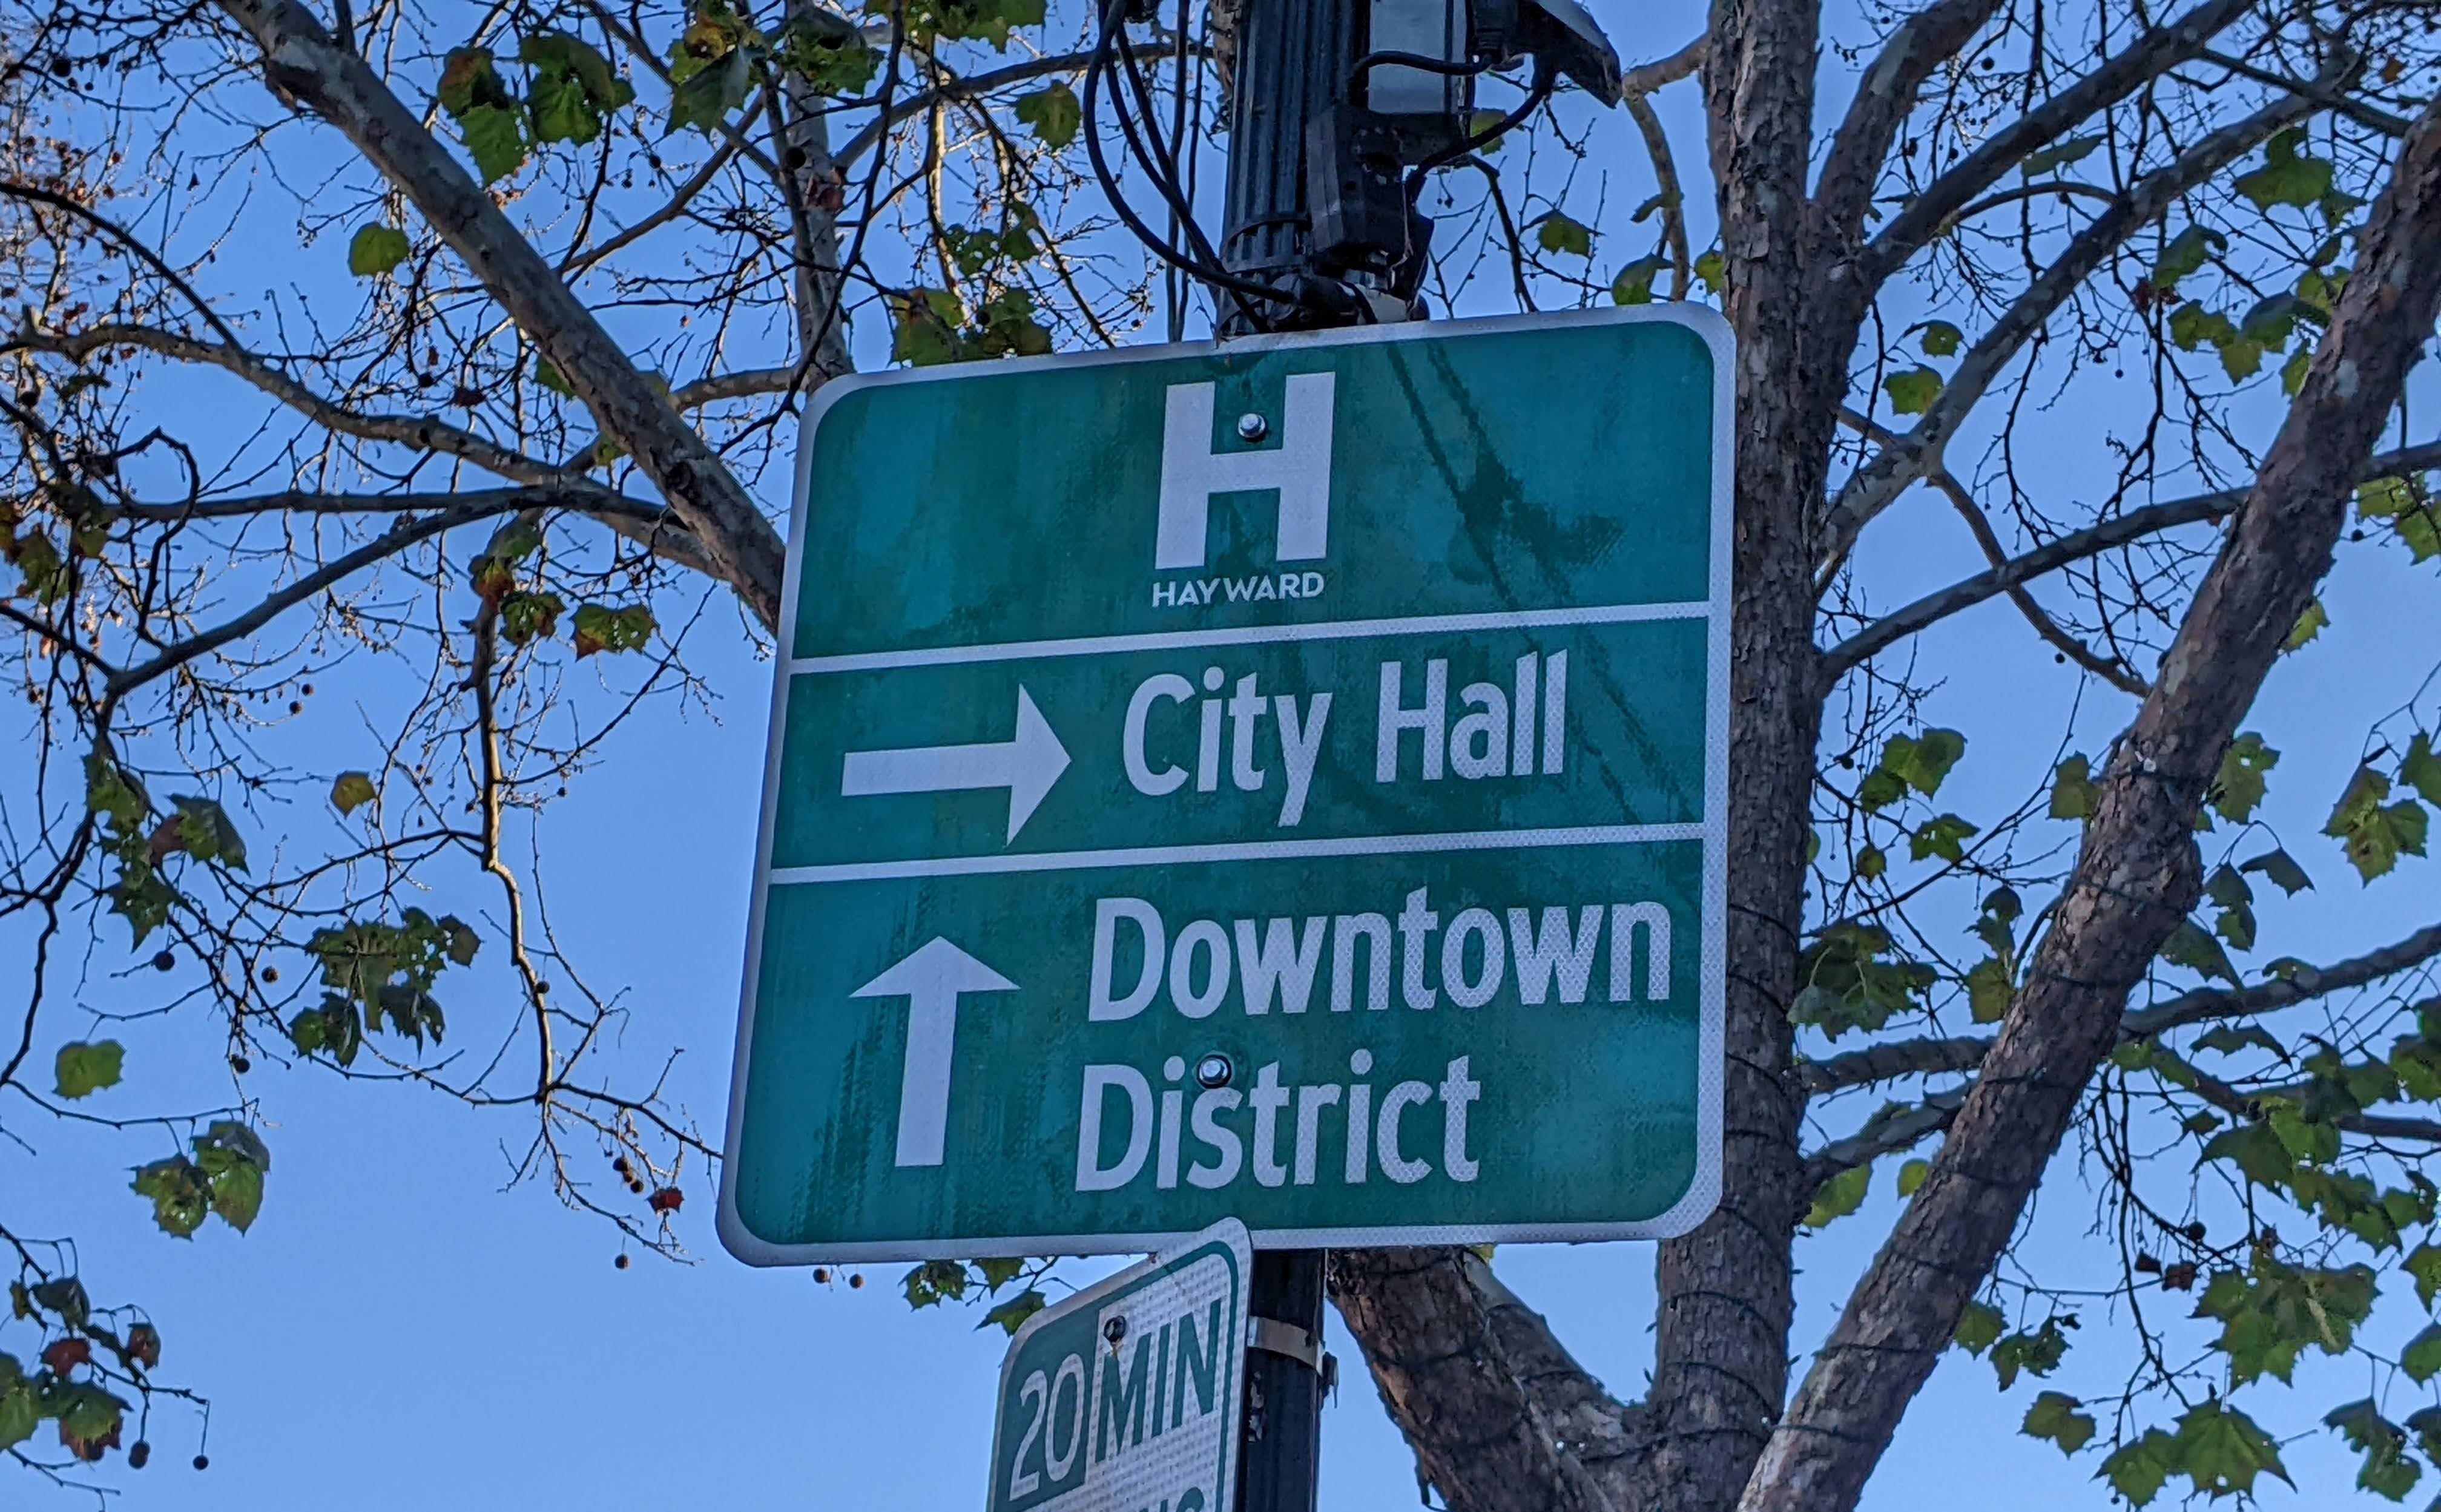 H
HAYWARD
City Hall
Downtown
District
20 MIN